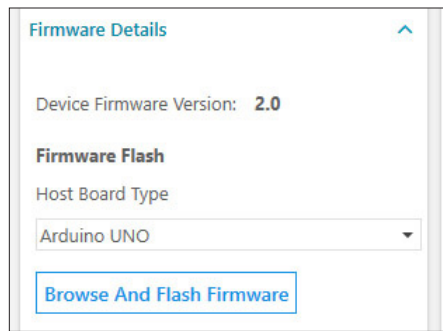 Firmware Details
Device Firmware Version: 2.0
Firmware Flash
Host Board Type
Arduino UNO
Browse And Flash Firmware